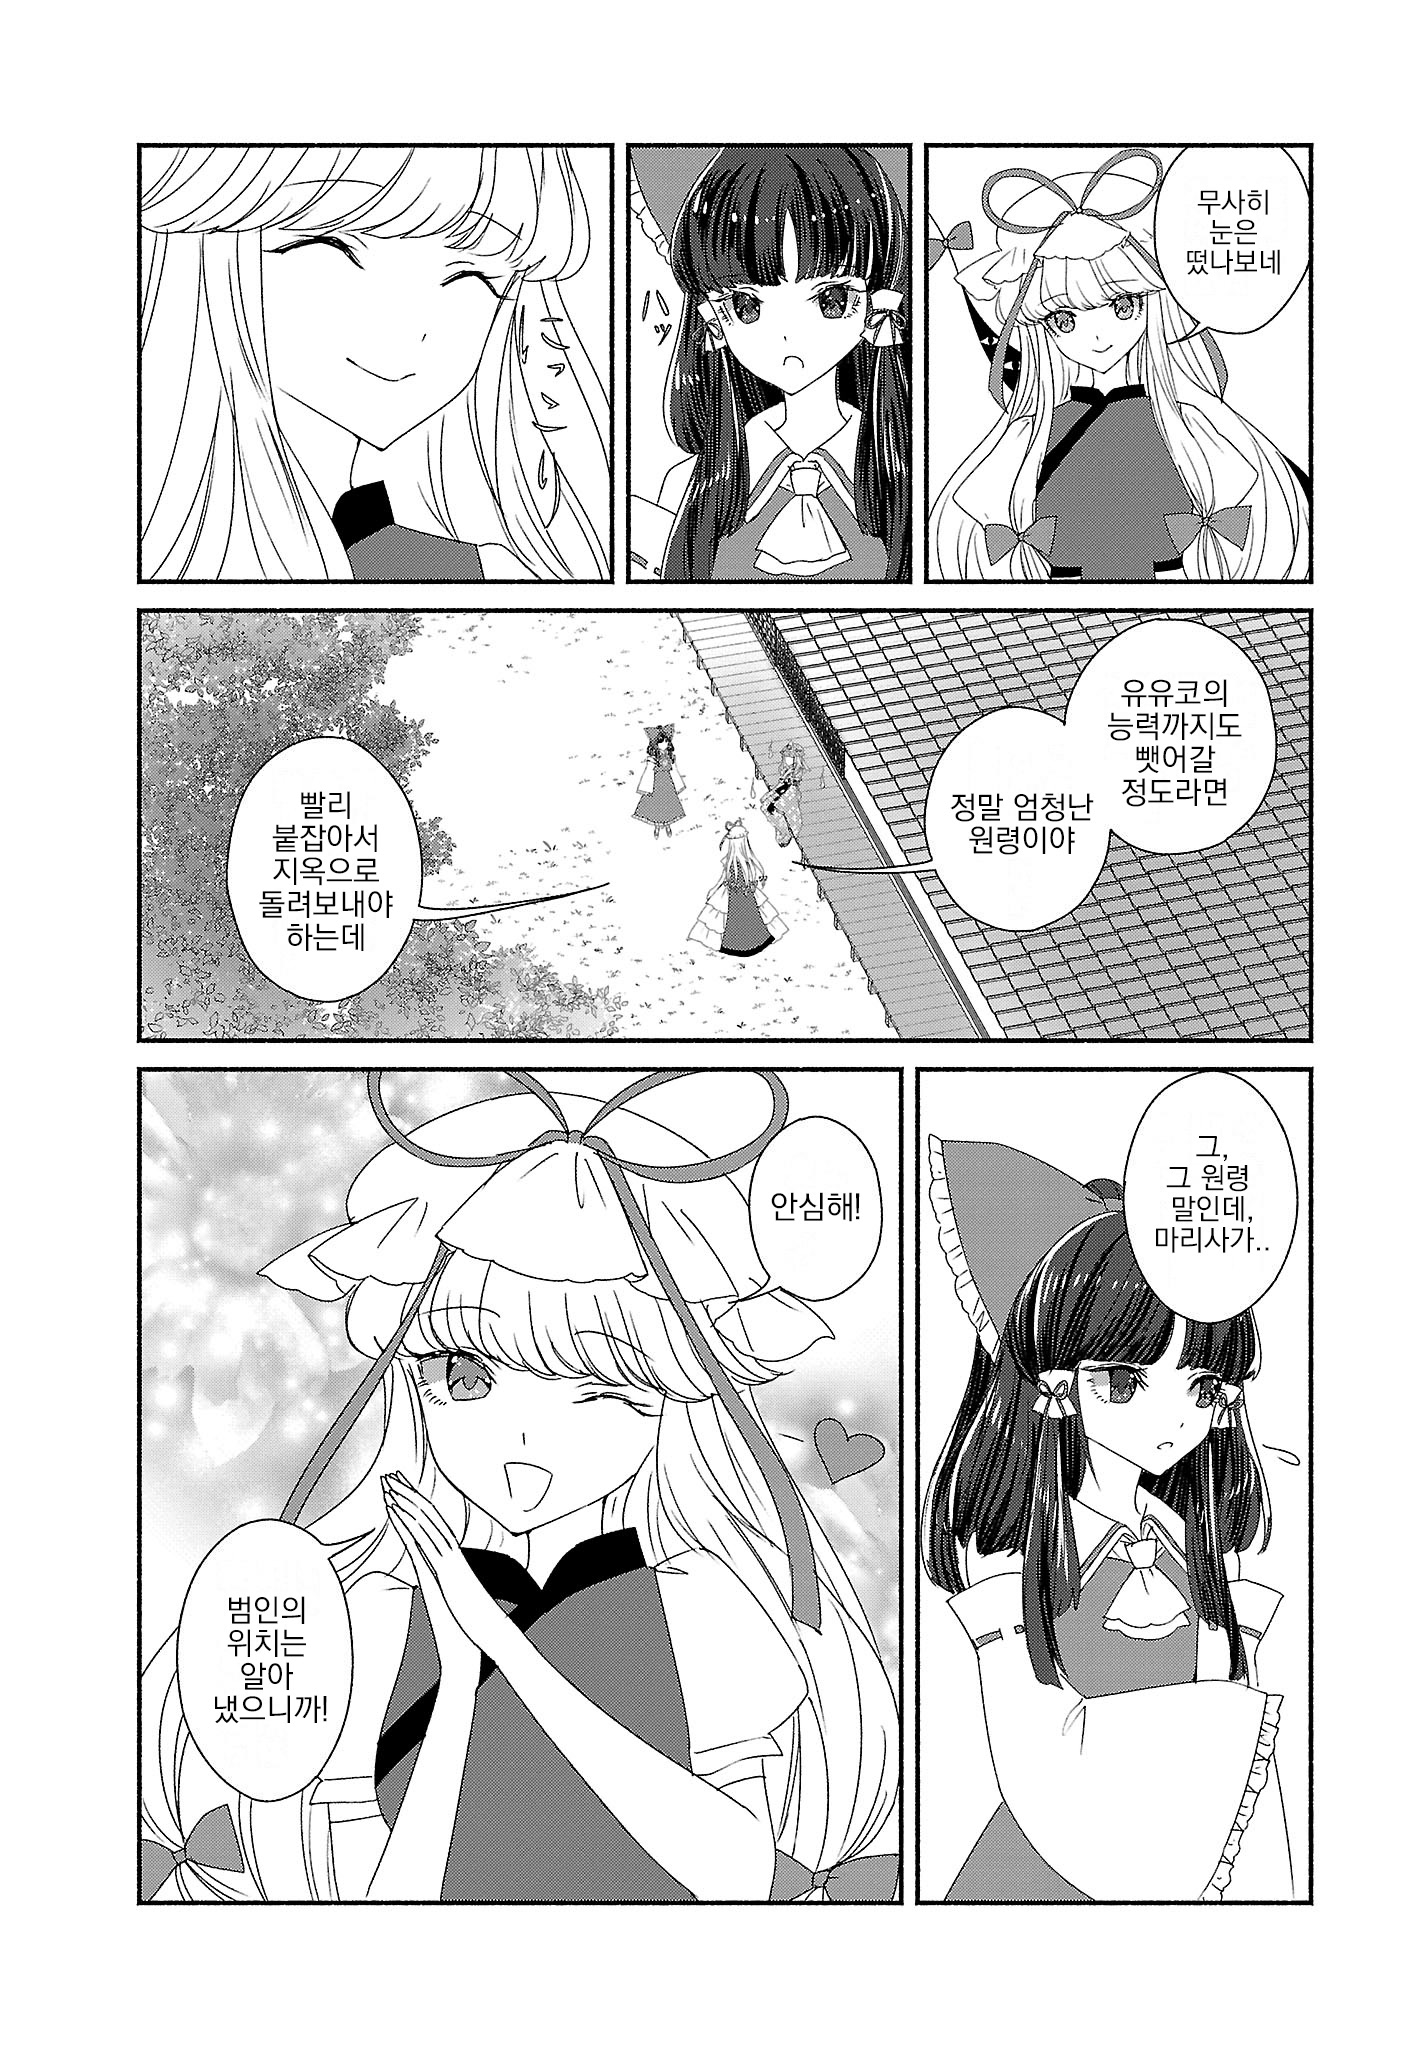 무사히
눈은
떴나보네
ハッ
にっこり
유유코의
능력까지도
뺏어갈
정도라면
정말 엄청난
원령이야
빨리
붙잡아서
지옥으로
돌려보내야
하는데
그,
그 원령
말인데,
마리사가..
안심해!
범인의
위치는
알아
냈으니까!